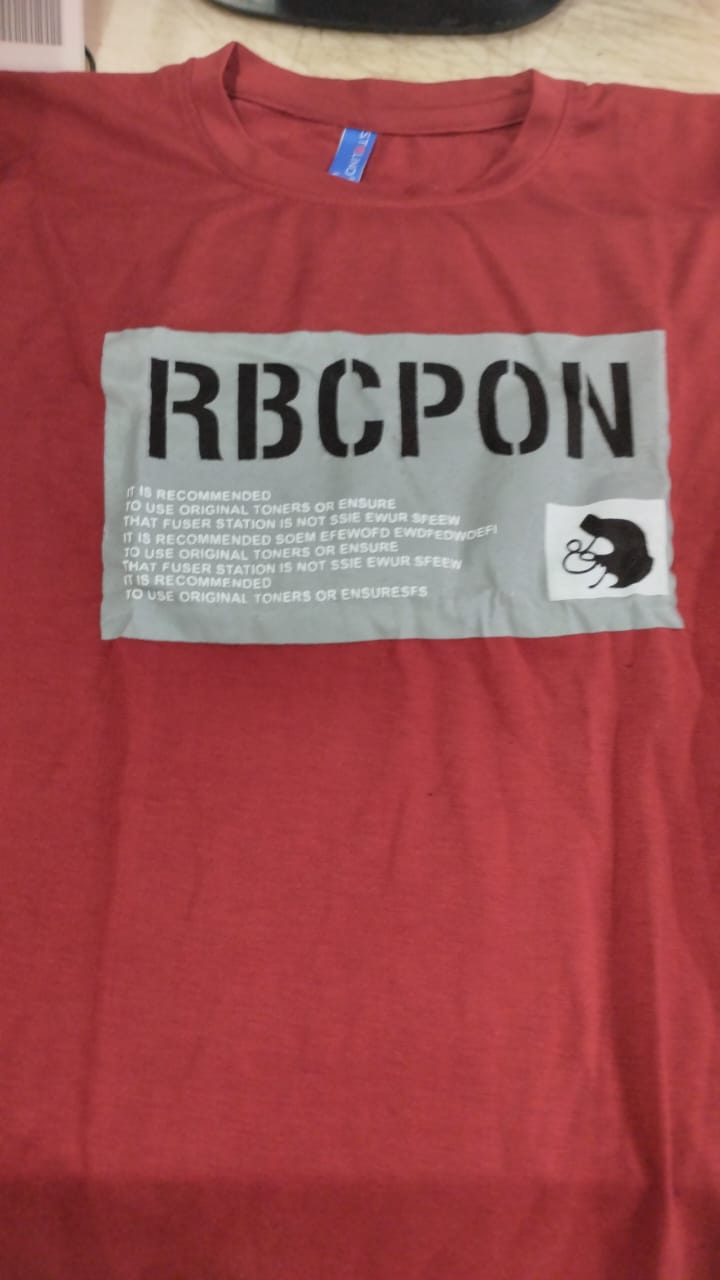 RBCPON
IT IS RECOMMENDED
TO USE ORIGINAL TONERS OR ENSURE
THAT FUSER STATION IS NOT SSIE EWUR SFEEW
IT IS RECOMMENDED SOEM EFEWOFD EWDFEDWOEFI
TO USE ORIGINAL TONERS OR ENSURE
THAT FUSER STATION IS NOT SSIE EWUR SFEEW
IT IS RECOMMENDED
TO USE ORIGINAL TONERS OR ENSURESFS